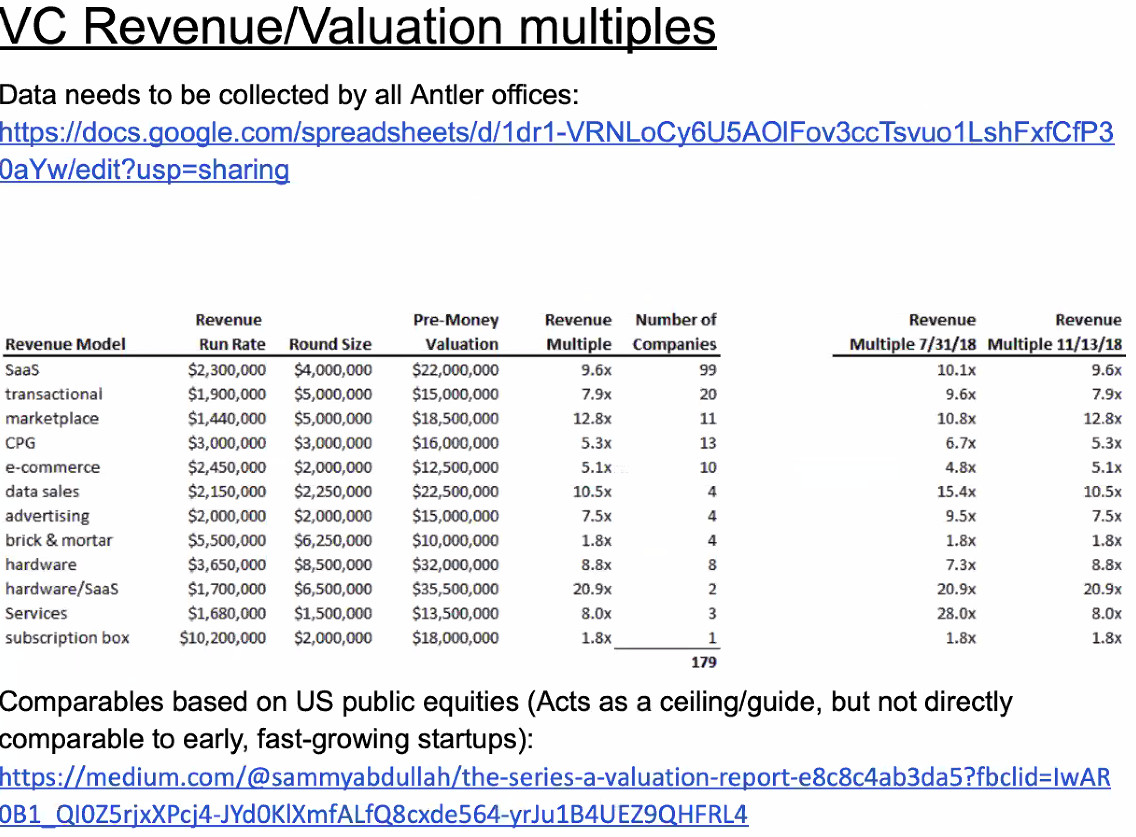 VC Revenue/Valuation multiples
Data needs to be collected by all Antler offices:
https://docs.google.com/spreadsheets/d/1dr1-VRNLoCy6U5AOIFov3ccTsvuo1LshFxfCfP3
0aYw/edit?usp=sharing
Revenue Pre-Money Revenue Number of Revenue Revenue
Revenue Model Run Rate Round Size Valuation Multiple Companies Multiple 7/31/18 Multiple 11/13/18
SaaS $2,300,000 $4,000,000 $22,000,000 9.6x 99 10.1x 9.6x
transactional $1,900,000 $5,000,000 $15,000,000 7.9x 20 9.6x 7.9x
marketplace $1,440,000 $5,000,000 $18,500,000 12.8x 11 10.8x 12.8x
CPG $3,000,000 $3,000,000 $16,000,000 5.3x 13 6.7x 5.3x
e-commerce $2,450,000 $2,000,000 $12,500,000 5.1x 10 4.8x 5.1x
data sales $2,150,000 $2,250,000 $22,500,000 10.5x 4 15.4x 10.5x
advertising $2,000,000 $2,000,000 $15,000,000 7.5x 4 9.5x 7.5x
brick & mortar $5,500,000 $6,250,000 $10,000,000 1.8x 4 1.8x 1.8x
hardware $3,650,000 $8,500,000 $32,000,000 8.8x 8 7.3x 8.8x
hardware/SaaS $1,700,000 $6,500,000 $35,500,000 20.9x 2 20.9x 20.9x
Services $1,680,000 $1,500,000 $13,500,000 8.0x 3 28.0x 8.0x
subscription box $10,200,000 $2,000,000 $18,000,000 1.8x 1 1.8x 1.8x
179
Comparables based on US public equities (Acts as a ceiling/guide, but not directly
comparable to early, fast-growing startups):
https://medium.com/@sammyabdullah/the-series-a-valuation-report-e8c8c4ab3da5?fbclid=IwAR
0B1_QI0Z5rjxXPcj4-JYd0KlXmfALfQ8cxde564-yrJu1B4UEZ9QHFRL4